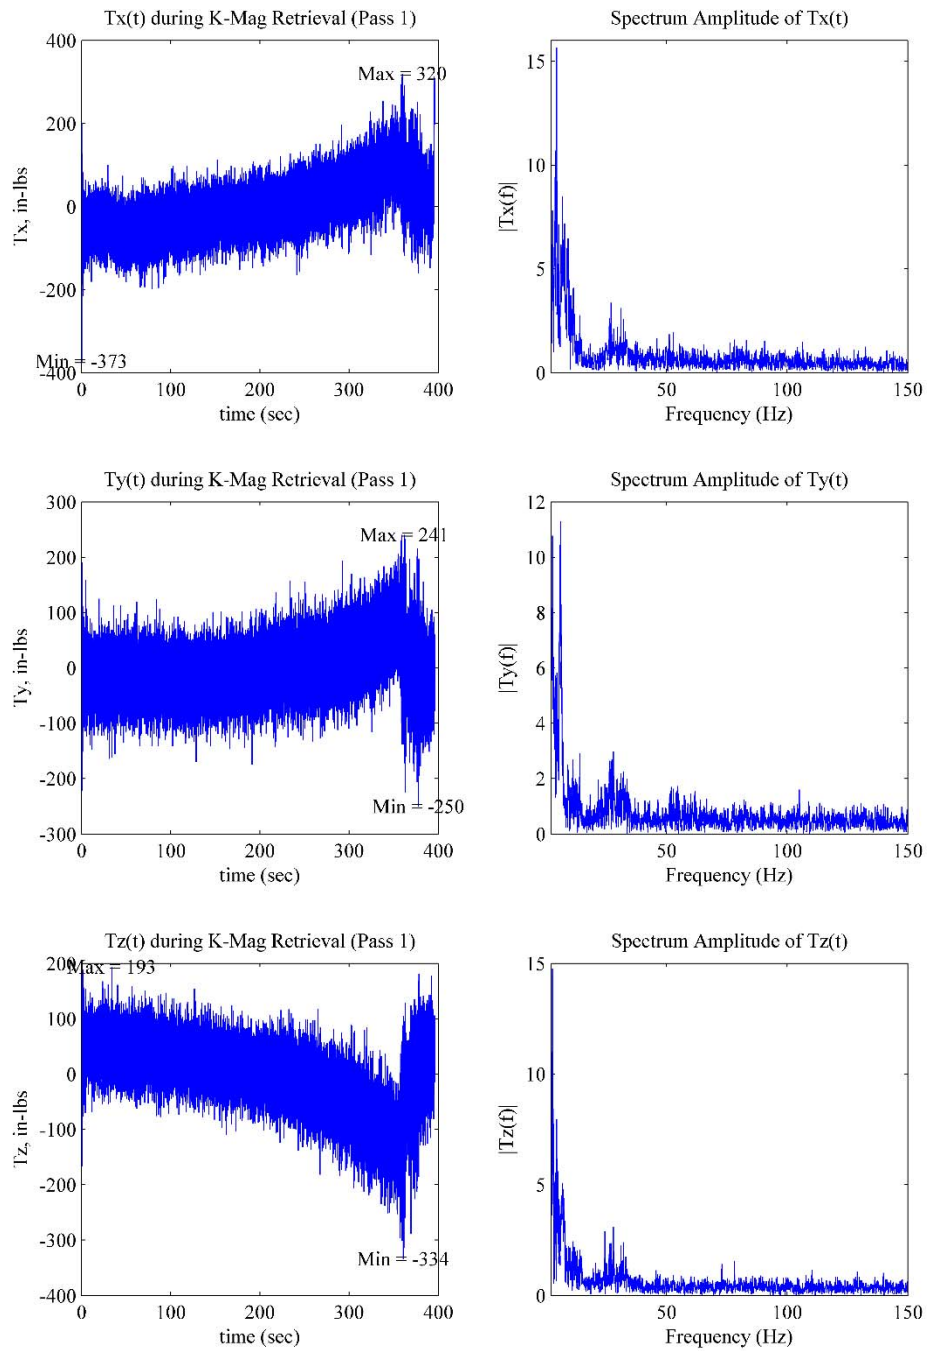 Tx(t) during K-Mag Retrieval (Pass 1)
400
Max = 320
200
0
-200
Min = -373
-400
0
100
200
300
400
Tx, in-lbs
time (sec)
Spectrum Amplitude of Tx(t)
15
10
5
0
50
100
150
|Tx(f)|
Frequency (Hz)
Ty(t) during K-Mag Retrieval (Pass 1)
300
Max = 241
200
100
0
-100
-200
Min = -250
-300
0
100
200
300
400
Ty, in-lbs
time (sec)
Spectrum Amplitude of Ty(t)
12
10
8
6
4
2
0
50
100
150
|Ty(f)|
Frequency (Hz)
Tz(t) during K-Mag Retrieval (Pass 1)
200
Max = 193
100
0
-100
-200
-300
Min = -334
-400
0
100
200
300
400
Tz, in-lbs
time (sec)
Spectrum Amplitude of Tz(t)
15
10
5
0
50
100
150
|Tz(f)|
Frequency (Hz)